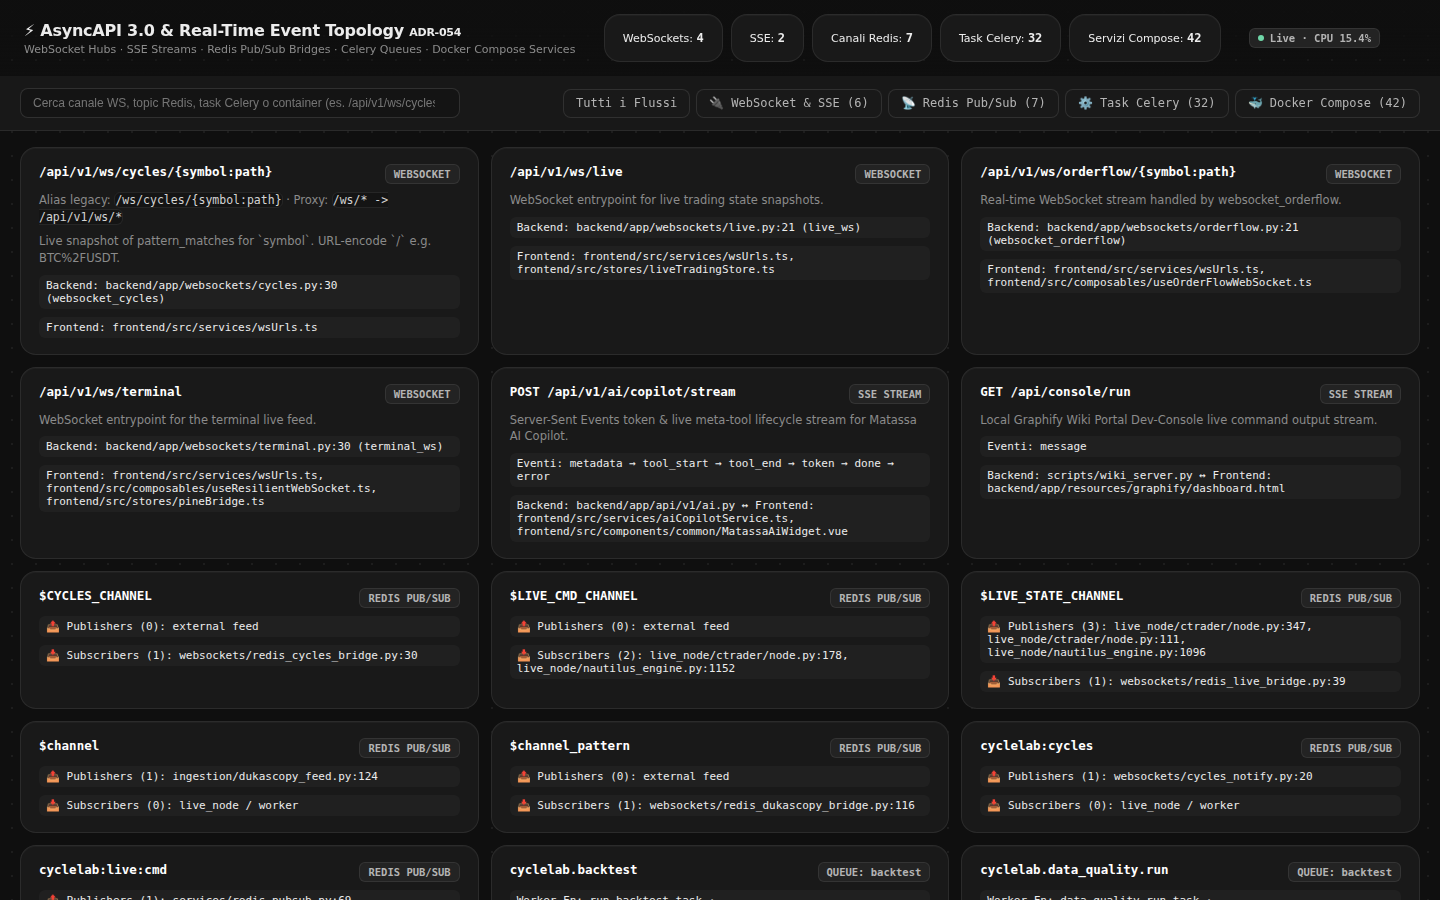 ⚡ AsyncAPI 3.0 & Real-Time Event Topology ADR-054
WebSocket Hubs · SSE Streams · Redis Pub/Sub Bridges · Celery Queues · Docker Compose Services
WebSockets: 4
SSE: 2
Canali Redis: 7
Task Celery: 32
Servizi Compose: 42
Live · CPU 15.4%
Cerca canale WS, topic Redis, task Celery o container (es. /api/v1/ws/cycles
Tutti i Flussi
🔌 WebSocket & SSE (6)
📡 Redis Pub/Sub (7)
⚙️ Task Celery (32)
🐳 Docker Compose (42)
/api/v1/ws/cycles/{symbol:path}
WEBSOCKET
Alias legacy: /ws/cycles/{symbol:path} · Proxy: /ws/* ->
/api/v1/ws/*
Live snapshot of pattern_matches for `symbol`. URL-encode `/` e.g.
BTC%2FUSDT.
Backend: backend/app/websockets/cycles.py:30
(websocket_cycles)
Frontend: frontend/src/services/wsUrls.ts
/api/v1/ws/live
WEBSOCKET
WebSocket entrypoint for live trading state snapshots.
Backend: backend/app/websockets/live.py:21 (live_ws)
Frontend: frontend/src/services/wsUrls.ts,
frontend/src/stores/liveTradingStore.ts
/api/v1/ws/orderflow/{symbol:path}
WEBSOCKET
Real-time WebSocket stream handled by websocket_orderflow.
Backend: backend/app/websockets/orderflow.py:21
(websocket_orderflow)
Frontend: frontend/src/services/wsUrls.ts,
frontend/src/composables/useOrderFlowWebSocket.ts
/api/v1/ws/terminal
WEBSOCKET
WebSocket entrypoint for the terminal live feed.
Backend: backend/app/websockets/terminal.py:30 (terminal_ws)
Frontend: frontend/src/services/wsUrls.ts,
frontend/src/composables/useResilientWebSocket.ts,
frontend/src/stores/pineBridge.ts
POST /api/v1/ai/copilot/stream
SSE STREAM
Server-Sent Events token & live meta-tool lifecycle stream for Matassa
AI Copilot.
Eventi: metadata → tool_start → tool_end → token → done →
error
Backend: backend/app/api/v1/ai.py ↔ Frontend:
frontend/src/services/aiCopilotService.ts,
frontend/src/components/common/MatassaAiWidget.vue
GET /api/console/run
SSE STREAM
Local Graphify Wiki Portal Dev-Console live command output stream.
Eventi: message
Backend: scripts/wiki_server.py ↔ Frontend:
backend/app/resources/graphify/dashboard.html
$CYCLES_CHANNEL
REDIS PUB/SUB
📤 Publishers (0): external feed
📥 Subscribers (1): websockets/redis_cycles_bridge.py:30
$LIVE_CMD_CHANNEL
REDIS PUB/SUB
📤 Publishers (0): external feed
📥 Subscribers (2): live_node/ctrader/node.py:178,
live_node/nautilus_engine.py:1152
$LIVE_STATE_CHANNEL
REDIS PUB/SUB
📤 Publishers (3): live_node/ctrader/node.py:347,
live_node/ctrader/node.py:111,
live_node/nautilus_engine.py:1096
📥 Subscribers (1): websockets/redis_live_bridge.py:39
$channel
REDIS PUB/SUB
📤 Publishers (1): ingestion/dukascopy_feed.py:124
📥 Subscribers (0): live_node / worker
$channel_pattern
REDIS PUB/SUB
📤 Publishers (0): external feed
📥 Subscribers (1): websockets/redis_dukascopy_bridge.py:116
cyclelab:cycles
REDIS PUB/SUB
📤 Publishers (1): websockets/cycles_notify.py:20
📥 Subscribers (0): live_node / worker
cyclelab:live:cmd
REDIS PUB/SUB
📤 Publishers (1): services/redis_pubsub.py:60
cyclelab.backtest
QUEUE: backtest
Worker Fn: run_backtest_task
cyclelab.data_quality.run
QUEUE: backtest
Worker Fn: data_quality_run_task